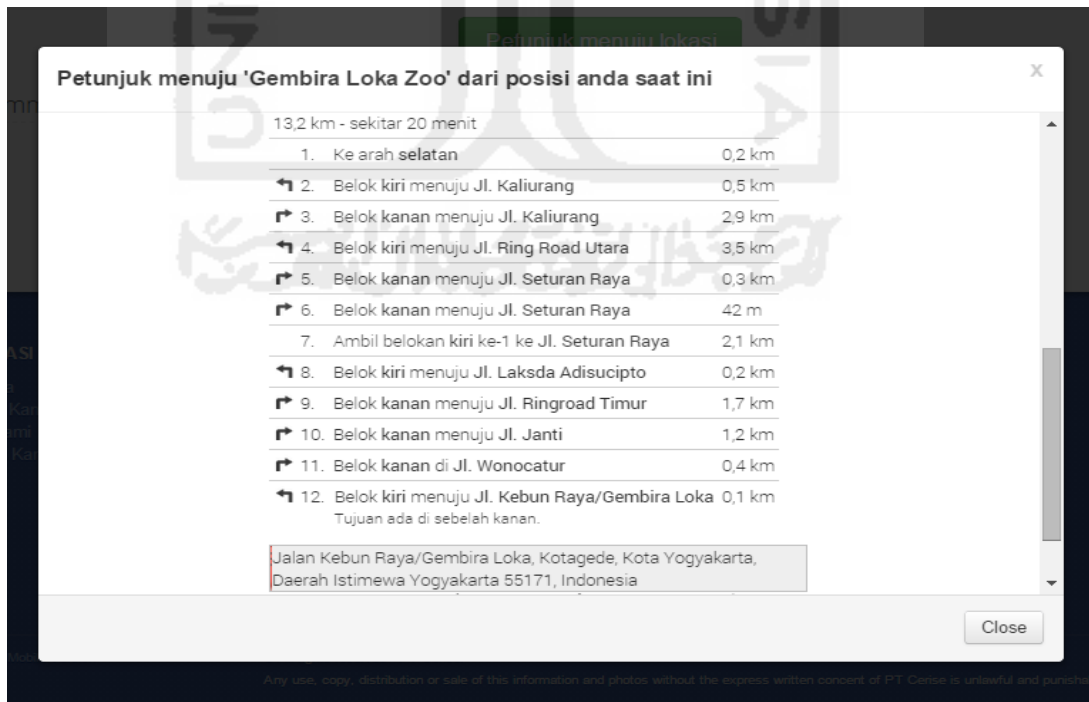 Petunjuk menuju lokasi
Petunjuk menuju 'Gembira Loka Zoo' dari posisi anda saat ini
x
13,2 km - sekitar 20 menit
1. Ke arah selatan 0,2 km
2. Belok kiri menuju Jl. Kaliurang 0,5 km
3. Belok kanan menuju Jl. Kaliurang 2,9 km
4. Belok kiri menuju Jl. Ring Road Utara 3,5 km
5. Belok kanan menuju Jl. Seturan Raya 0,3 km
6. Belok kanan menuju Jl. Seturan Raya 42 m
7. Ambil belokan kiri ke-1 ke Jl. Seturan Raya 2,1 km
8. Belok kiri menuju Jl. Laksda Adisucipto 0,2 km
9. Belok kanan menuju Jl. Ringroad Timur 1,7 km
10. Belok kanan menuju Jl. Janti 1,2 km
11. Belok kanan di Jl. Wonocatur 0,4 km
12. Belok kiri menuju Jl. Kebun Raya/Gembira Loka 0,1 km
Tujuan ada di sebelah kanan.
Jalan Kebun Raya/Gembira Loka, Kotagede, Kota Yogyakarta,
Daerah Istimewa Yogyakarta 55171, Indonesia
Close
Any use, copy, distribution or sale of this information and photos without the express written concent of PT Cerise is unlawful and